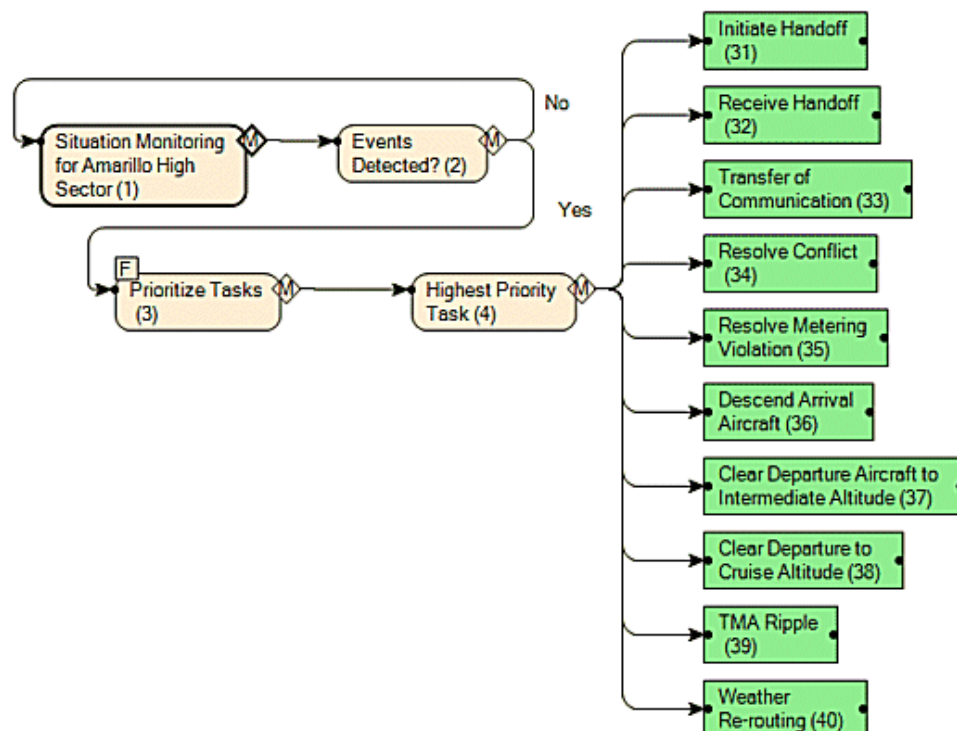 Initiate Handoff
(31)
No
Receive Handoff
(32)
Situation Monitoring
for Amarillo High
Sector (1)
M
Events
Detected? (2)
M
Transfer of
Communication (33)
Yes
Resolve Conflict
(34)
F
Prioritize Tasks
(3)
M
Highest Priority
Task (4)
M
Resolve Metering
Violation (35)
Descend Arrival
Aircraft (36)
Clear Departure Aircraft to
Intermediate Altitude (37)
Clear Departure to
Cruise Altitude (38)
TMA Ripple
(39)
Weather
Re-routing (40)